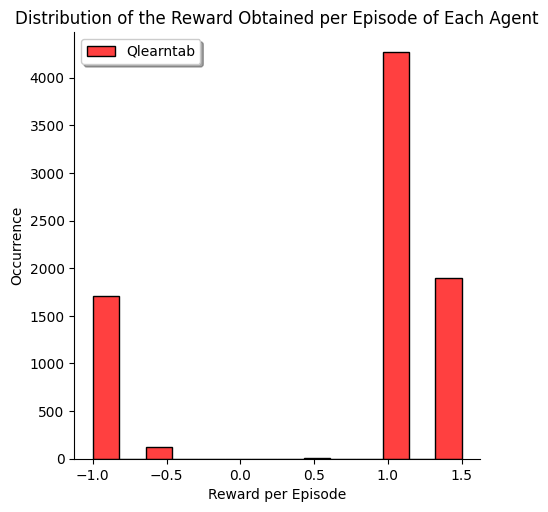 Distribution of the Reward Obtained per Episode of Each Agent
Qlearntab
4000
3500
3000
2500
2000
1500
1000
500
0
Occurrence
−1.0 −0.5 0.0 0.5 1.0 1.5
Reward per Episode